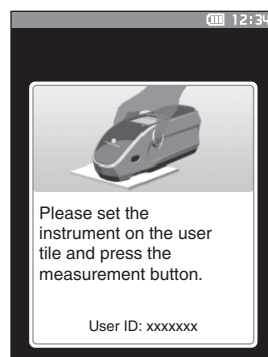 12:34
Please set the
instrument on the user
tile and press the
measurement button.
User ID: xxxxxxx